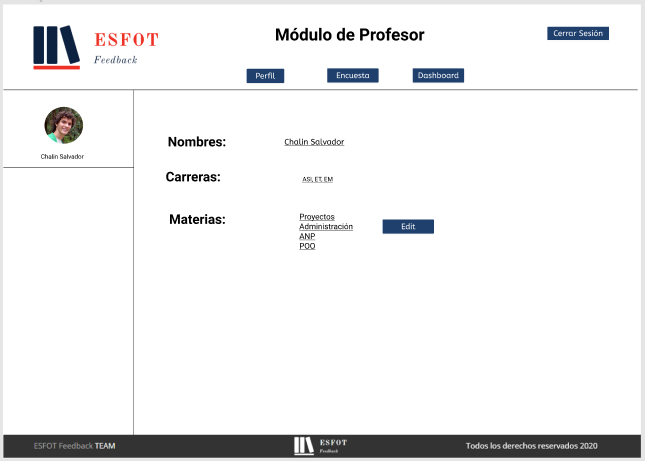 ESFOT
Feedback
Módulo de Profesor
Cerrar Sesión
Perfil
Encuesta
Dashboard
Chalin Salvador
Nombres:
Chalin Salvador
Carreras:
ASI, ET, EM
Materias:
Proyectos
Administración
ANP
POO
Edit
ESFOT Feedback TEAM
ESFOT
Feedback
Todos los derechos reservados 2020